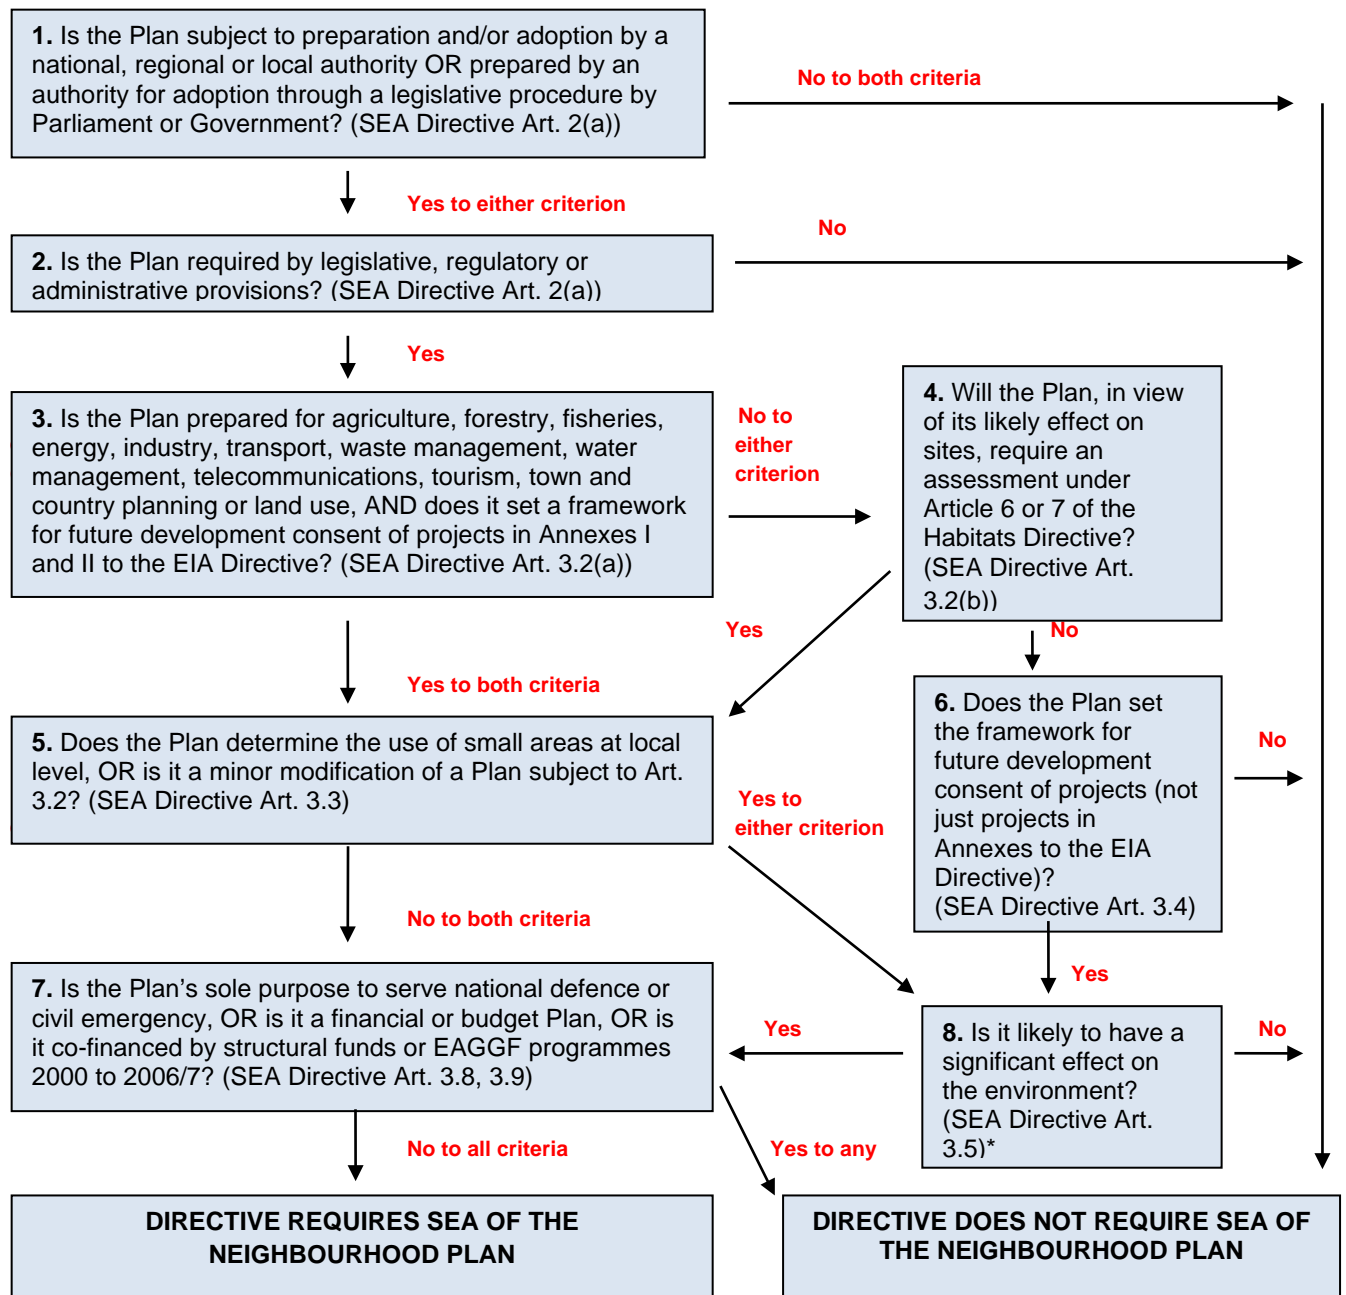 1. Is the Plan subject to preparation and/or adoption by a
national, regional or local authority OR prepared by an
authority for adoption through a legislative procedure by
Parliament or Government? (SEA Directive Art. 2(a))
No to both criteria
Yes to either criterion
No
2. Is the Plan required by legislative, regulatory or
administrative provisions? (SEA Directive Art. 2(a))
Yes
3. Is the Plan prepared for agriculture, forestry, fisheries,
energy, industry, transport, waste management, water
management, telecommunications, tourism, town and
country planning or land use, AND does it set a framework
for future development consent of projects in Annexes I
and II to the EIA Directive? (SEA Directive Art. 3.2(a))
No to
either
criterion
4. Will the Plan, in view
of its likely effect on
sites, require an
assessment under
Article 6 or 7 of the
Habitats Directive?
(SEA Directive Art.
3.2(b))
Yes
No
Yes to both criteria
5. Does the Plan determine the use of small areas at local
level, OR is it a minor modification of a Plan subject to Art.
3.2? (SEA Directive Art. 3.3)
Yes to
either criterion
6. Does the Plan set
the framework for
future development
consent of projects (not
just projects in
Annexes to the EIA
Directive)?
(SEA Directive Art. 3.4)
No
No to both criteria
Yes
7. Is the Plan’s sole purpose to serve national defence or
civil emergency, OR is it a financial or budget Plan, OR is
it co-financed by structural funds or EAGGF programmes
2000 to 2006/7? (SEA Directive Art. 3.8, 3.9)
Yes
8. Is it likely to have a
significant effect on
the environment?
(SEA Directive Art.
3.5)*
No
No to all criteria
Yes to any
DIRECTIVE REQUIRES SEA OF THE
NEIGHBOURHOOD PLAN
DIRECTIVE DOES NOT REQUIRE SEA OF
THE NEIGHBOURHOOD PLAN